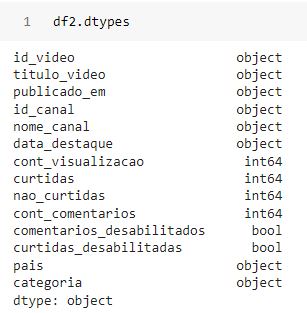 1 df2.dtypes
id_video object
titulo_video object
publicado_em object
id_canal object
nome_canal object
data_destaque object
cont_visualizacao int64
curtidas int64
nao_curtidas int64
cont_comentarios int64
comentarios_desabilitados bool
curtidas_desabilitadas bool
pais object
categoria object
dtype: object